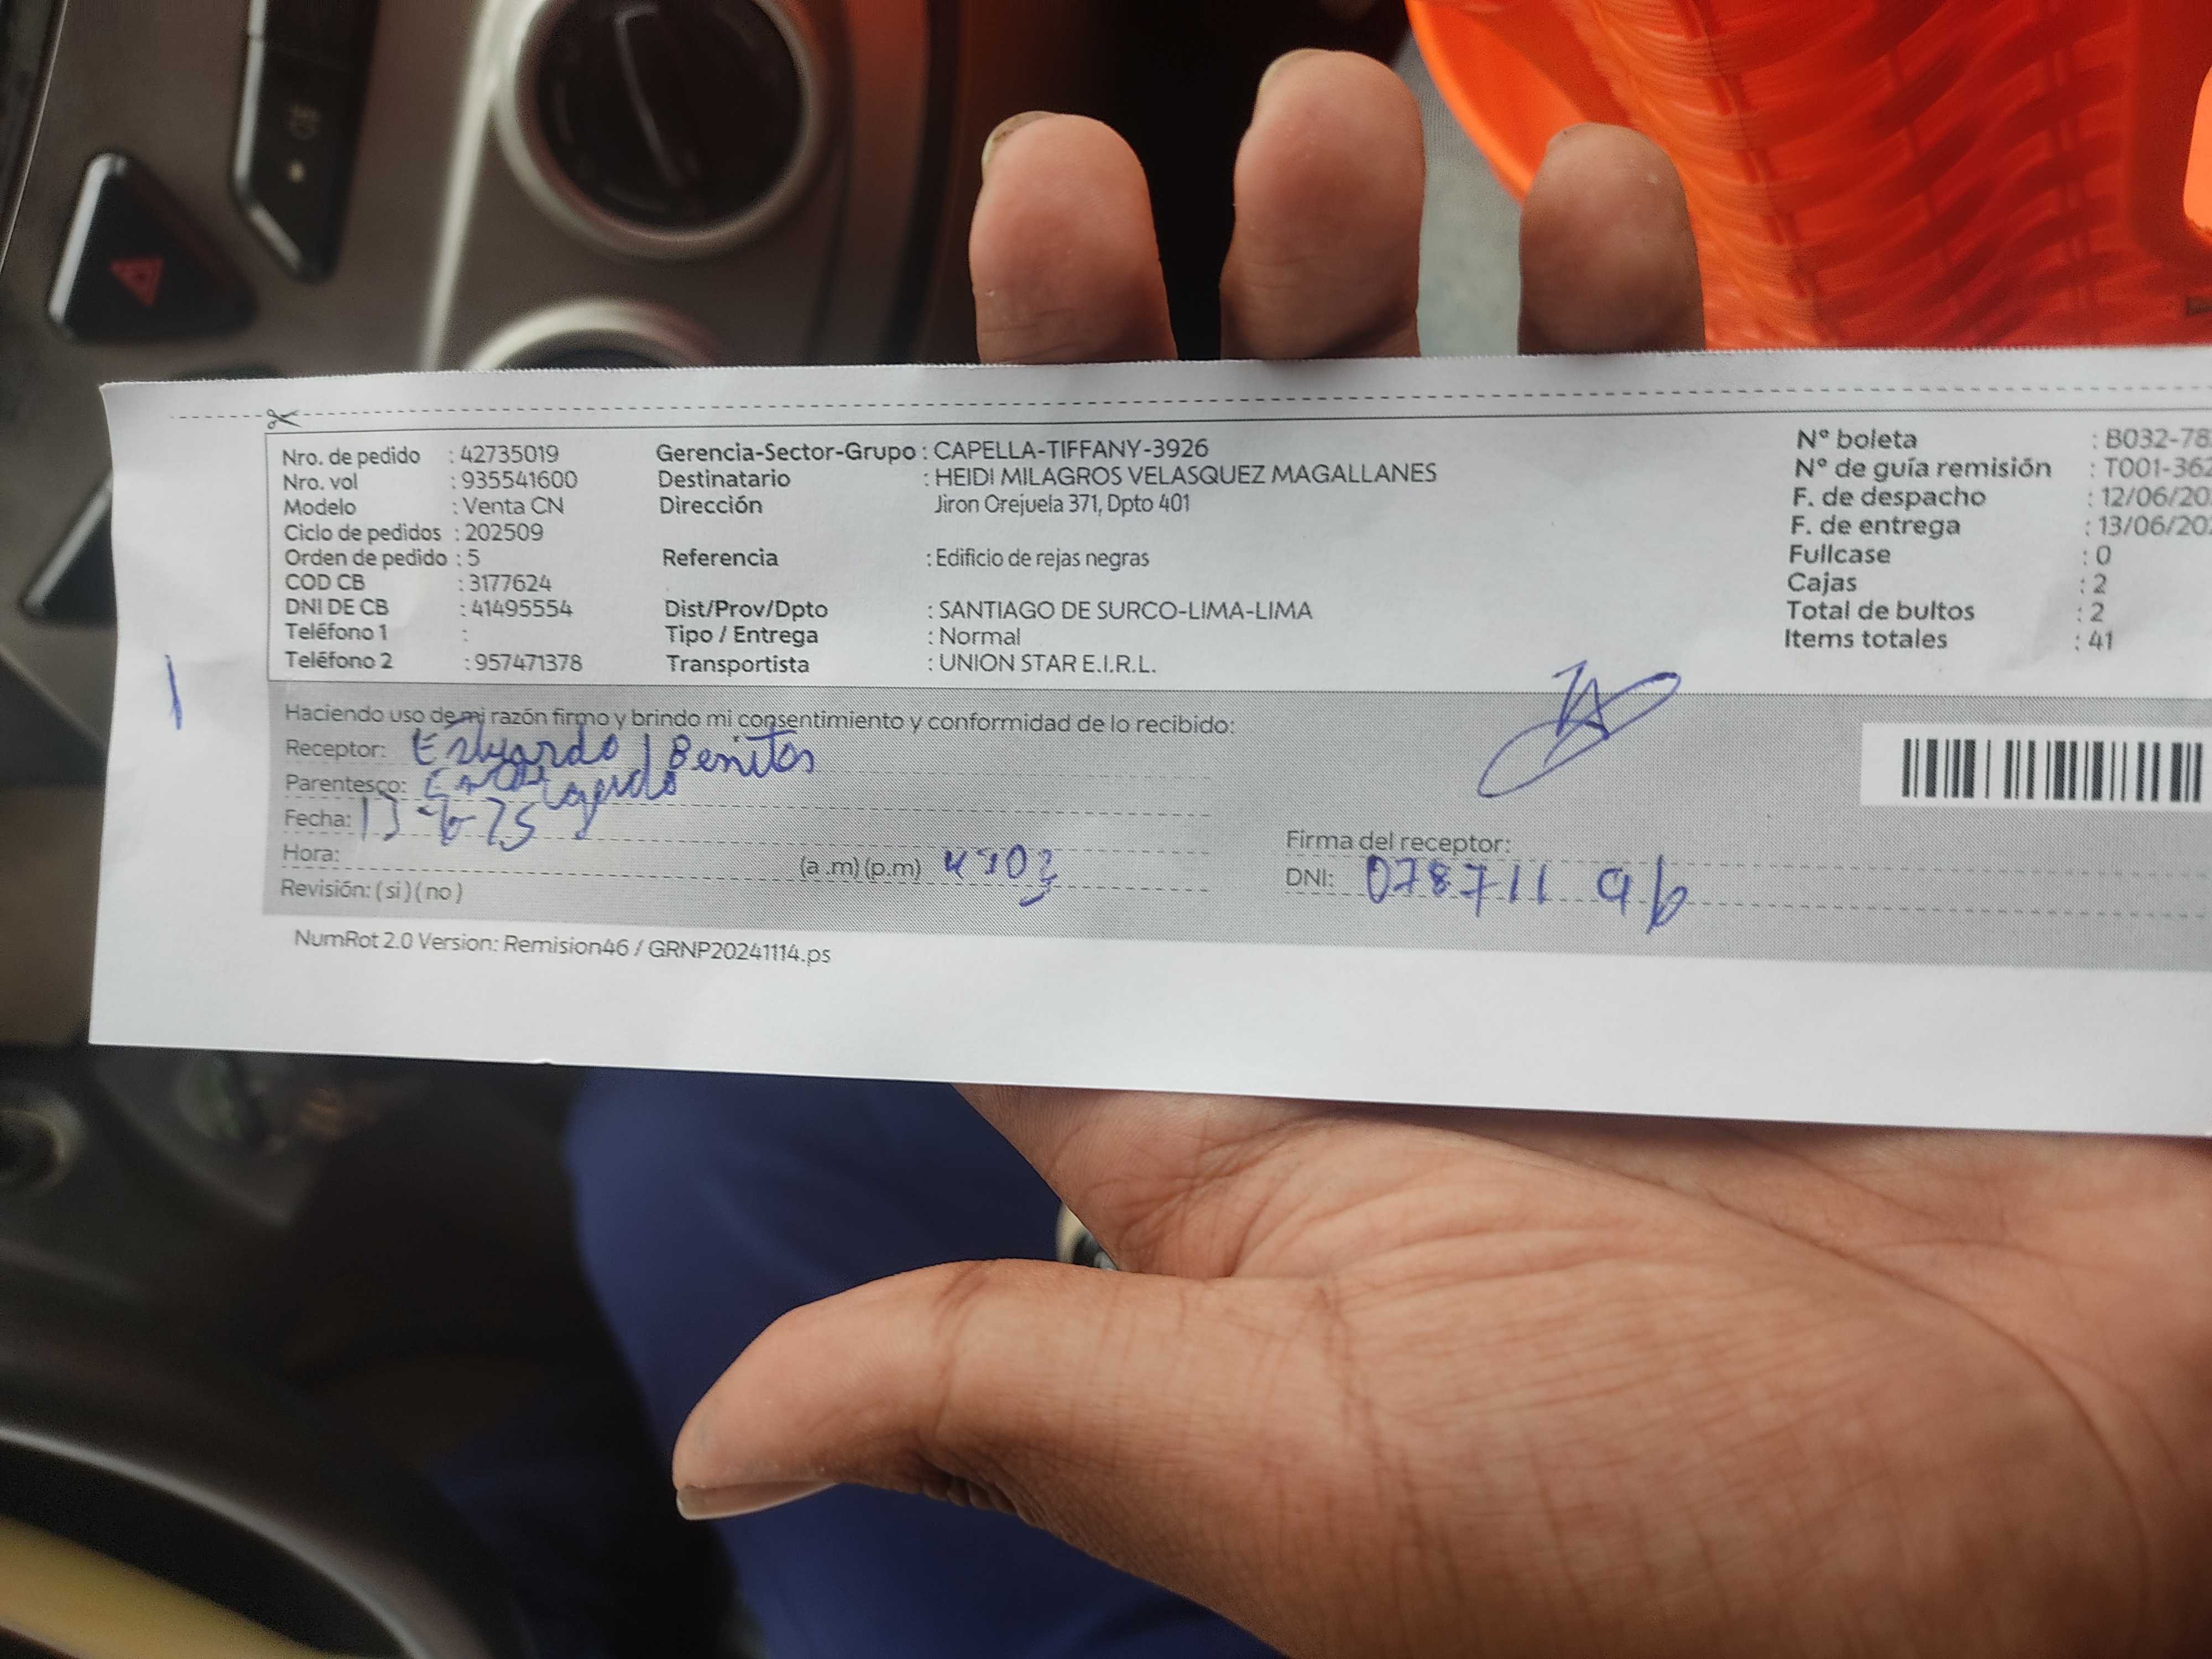 Nro. de pedido : 42735019
Nro. vol : 935541600
Modelo : Venta CN
Ciclo de pedidos : 202509
Orden de pedido : 5
COD CB : 3177624
DNI DE CB : 41495554
Teléfono 1 :
Teléfono 2 : 957471378
Gerencia-Sector-Grupo : CAPELLA-TIFFANY-3926
Destinatario : HEIDI MILAGROS VELASQUEZ MAGALLANES
Dirección Jiron Orejuela 371, Dpto 401
Referencia : Edificio de rejas negras
Dist/Prov/Dpto : SANTIAGO DE SURCO-LIMA-LIMA
Tipo / Entrega : Normal
Transportista : UNION STAR E.I.R.L.
N° boleta : B032-78
N° de guía remisión : T001-362
F. de despacho : 12/06/20
F. de entrega : 13/06/20
Fullcase : 0
Cajas : 2
Total de bultos : 2
Items totales : 41
Haciendo uso de mi razón firmo y brindo mi consentimiento y conformidad de lo recibido:
Receptor: Benitos
Parentesco:
Fecha: 13-6-25
Hora: (a .m) (p.m)
Revisión: ( si ) ( no )
Firma del receptor:
DNI: 078711 96
NumRot 2.0 Version: Remision46 / GRNP20241114.ps